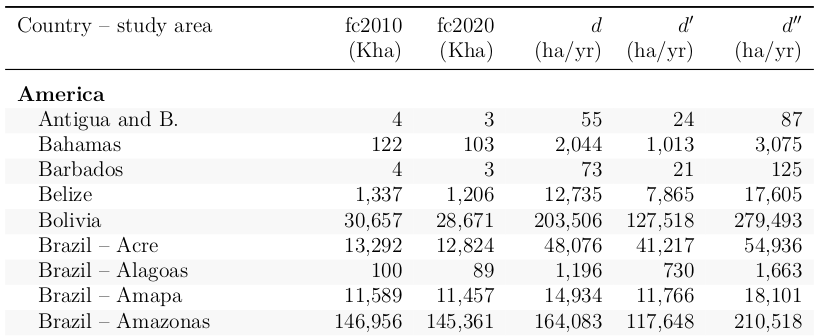 Country – study area fc2010 fc2020 d d′ d′′
(Kha) (Kha) (ha/yr) (ha/yr) (ha/yr)
America
Antigua and B. 4 3 55 24 87
Bahamas 122 103 2,044 1,013 3,075
Barbados 4 3 73 21 125
Belize 1,337 1,206 12,735 7,865 17,605
Bolivia 30,657 28,671 203,506 127,518 279,493
Brazil – Acre 13,292 12,824 48,076 41,217 54,936
Brazil – Alagoas 100 89 1,196 730 1,663
Brazil – Amapa 11,589 11,457 14,934 11,766 18,101
Brazil – Amazonas 146,956 145,361 164,083 117,648 210,518